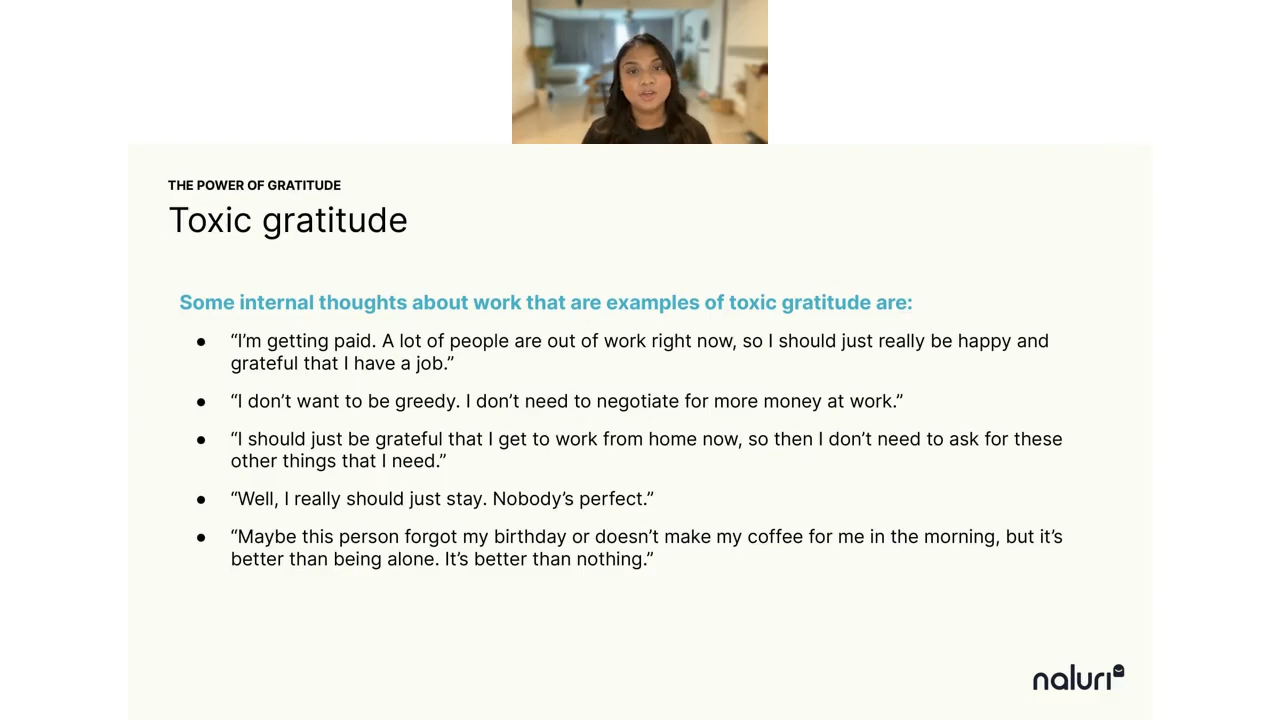 THE POWER OF GRATITUDE
Toxic gratitude
Some internal thoughts about work that are examples of toxic gratitude are:
● “I’m getting paid. A lot of people are out of work right now, so I should just really be happy and
grateful that I have a job.”
● “I don’t want to be greedy. I don’t need to negotiate for more money at work.”
● “I should just be grateful that I get to work from home now, so then I don’t need to ask for these
other things that I need.”
● “Well, I really should just stay. Nobody’s perfect.”
● “Maybe this person forgot my birthday or doesn’t make my coffee for me in the morning, but it’s
better than being alone. It’s better than nothing.”
naluri